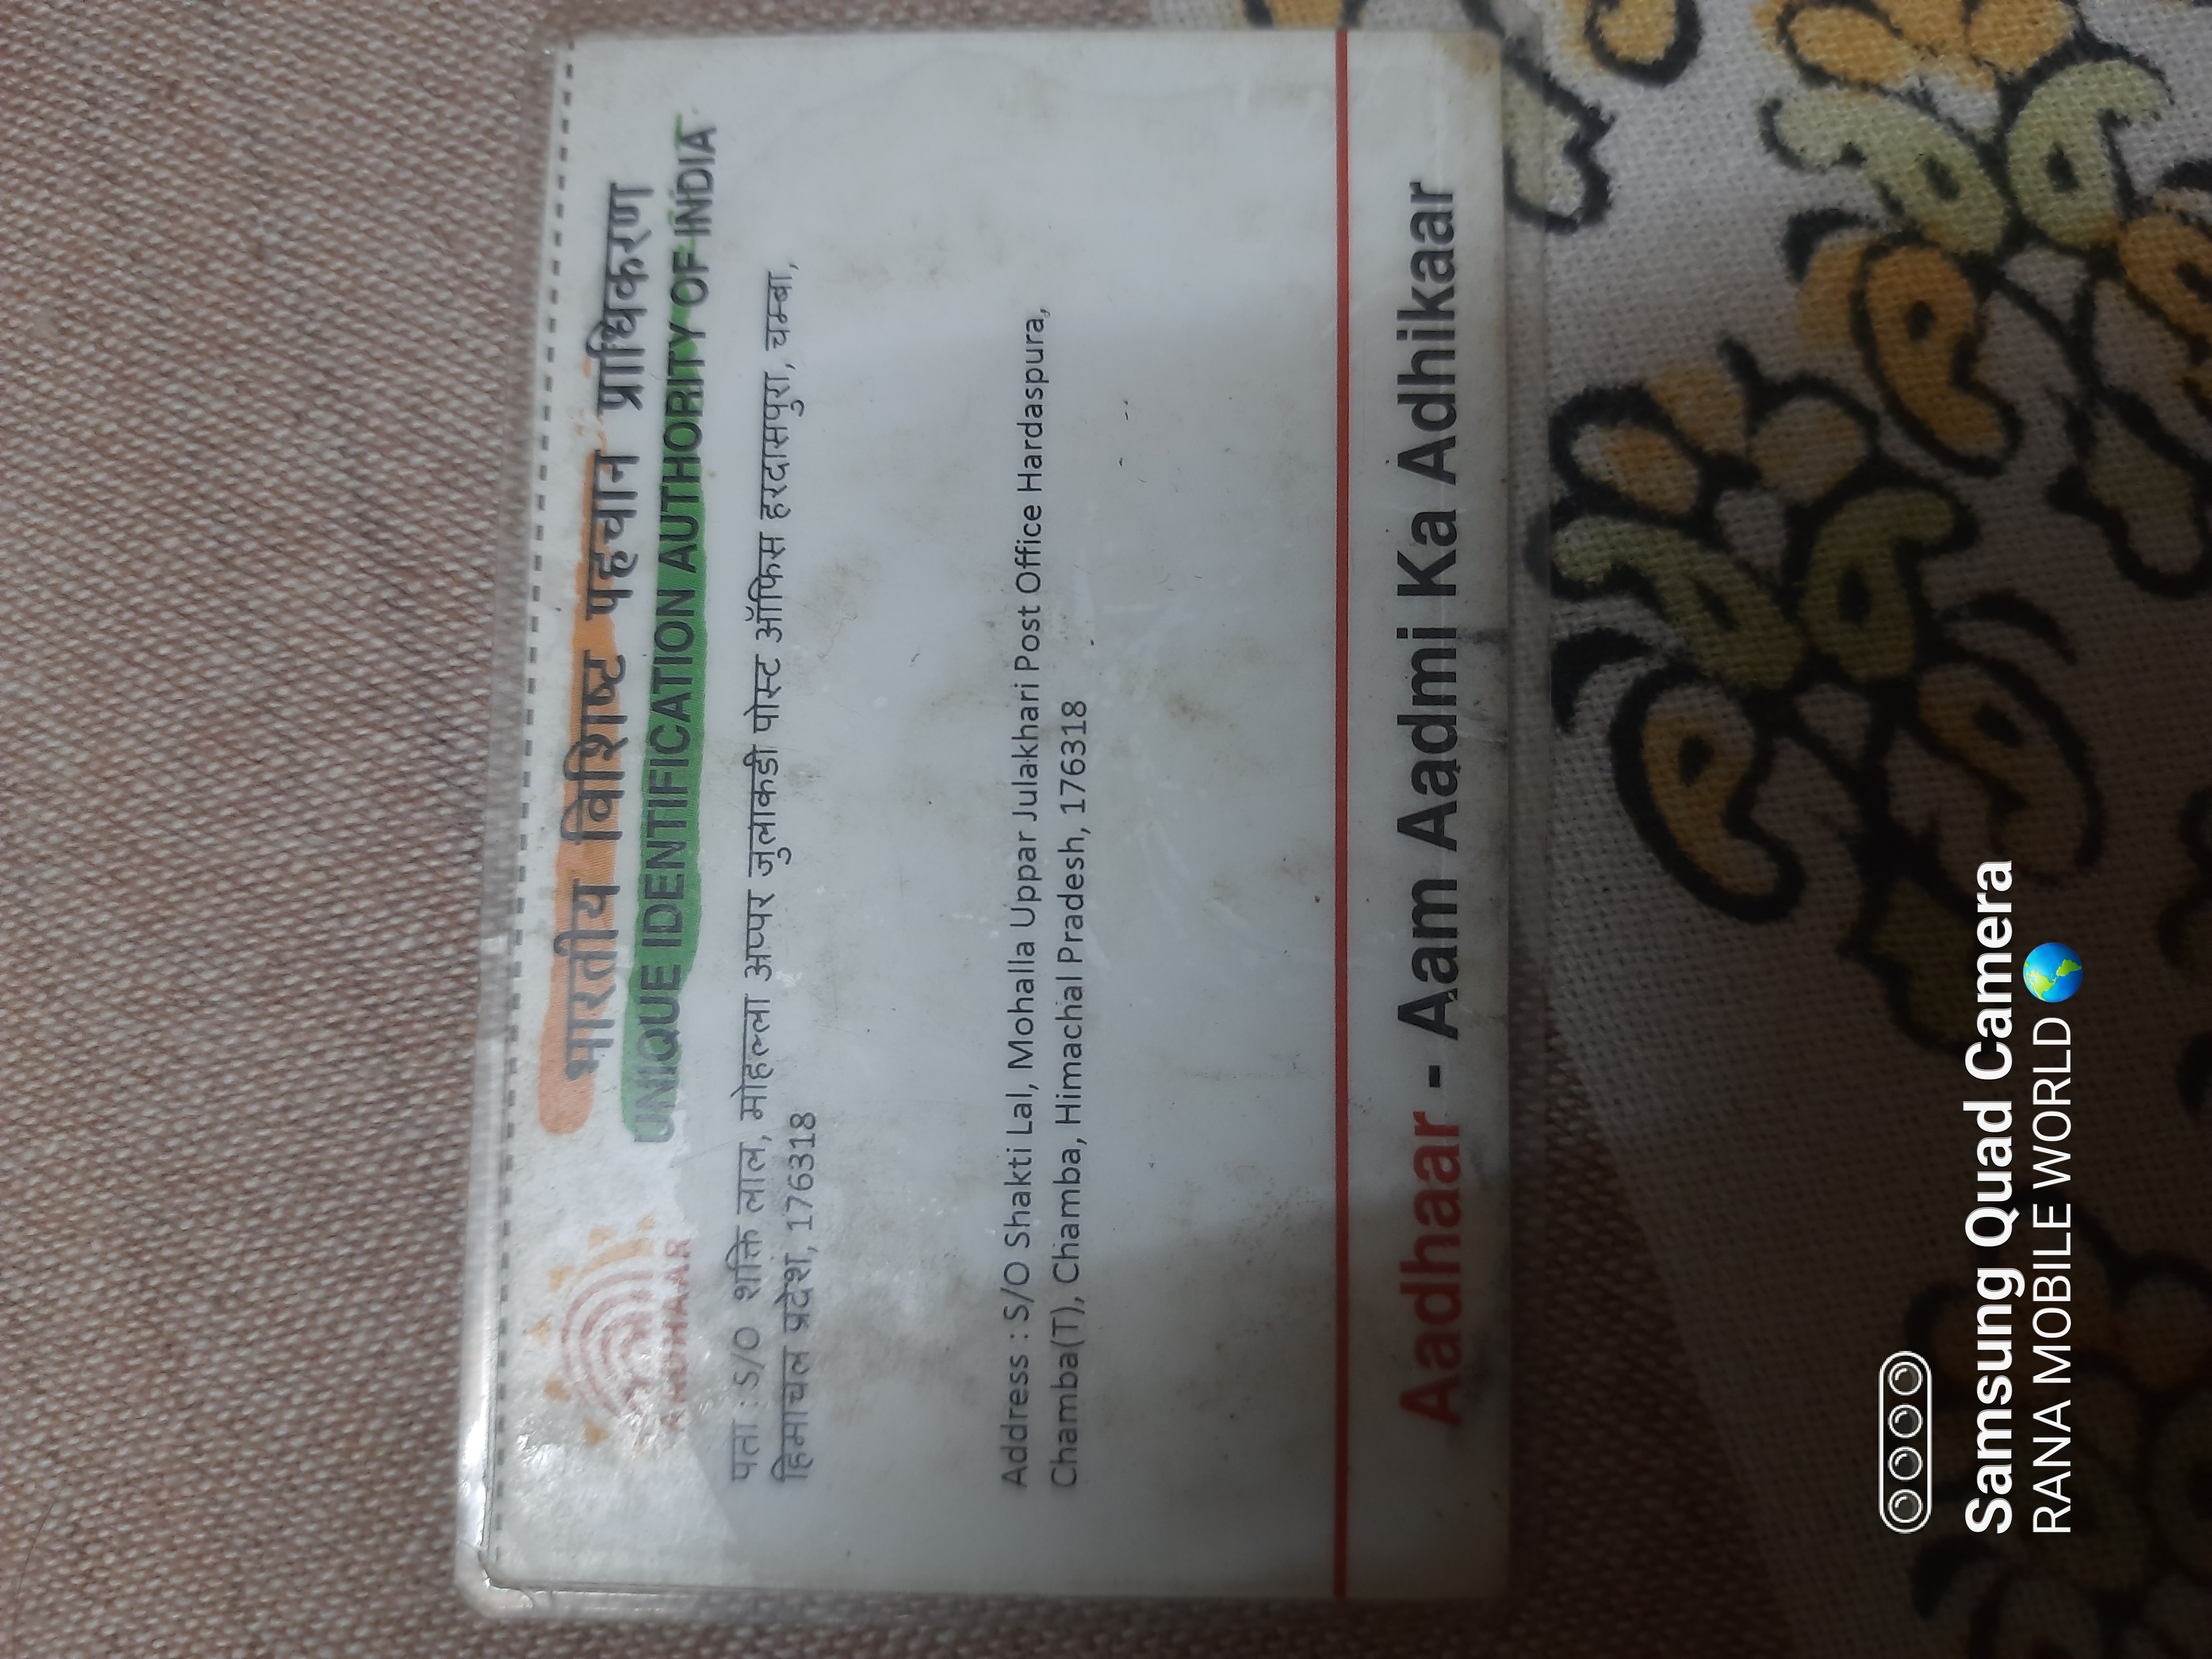 भारतीय विशिष्ट पहचान प्राधिकरण
UNIQUE IDENTIFICATION AUTHORITY OF INDIA
AADHAAR
पता : S/O शक्ति लाल, मोहल्ला अप्पर जुलाकडी पोस्ट ऑफिस हरदासपुरा, चम्बा,
हिमाचल प्रदेश, 176318
Address : S/O Shakti Lal, Mohalla Uppar Julakhari Post Office Hardaspura,
Chamba(T), Chamba, Himachal Pradesh, 176318
Aadhaar - Aam Aadmi Ka Adhikaar
Samsung Quad Camera
RANA MOBILE WORLD 🌎